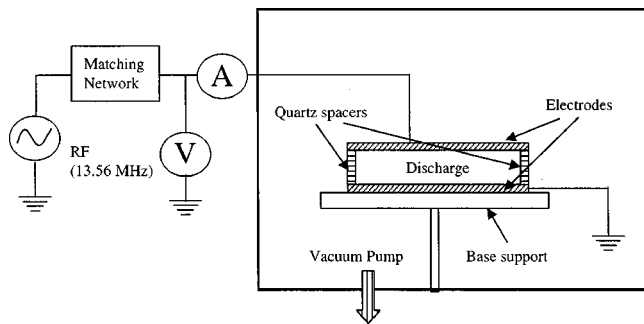 Matching
Network
A
Quartz spacers
Electrodes
RF
(13.56 MHz)
V
Discharge
Vacuum Pump
Base support